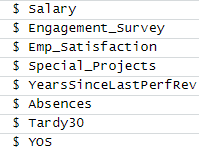 $ Salary
$ Engagement_Survey
$ Emp_Satisfaction
$ Special_Projects
$ YearsSinceLastPerfRev
$ Absences
$ Tardy30
$ YOS